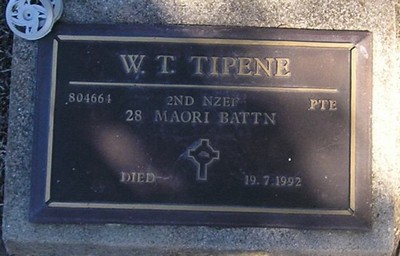 W. T. TIPENE
804664 2ND NZEF PTE
28 MAORI BATTN
DIED 19.7.1992